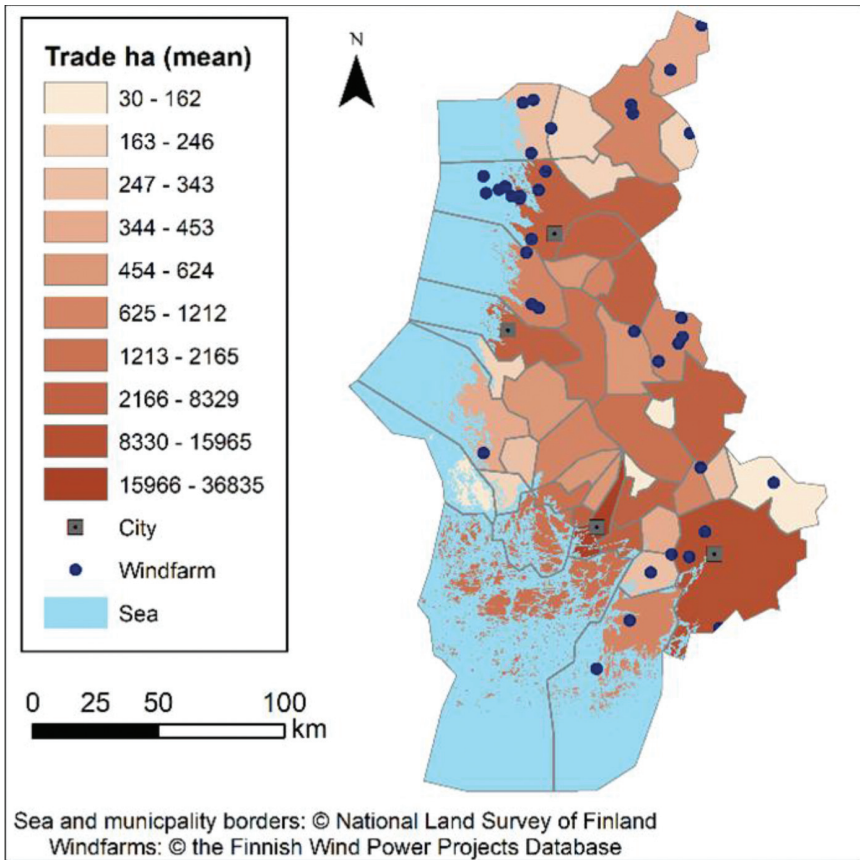 Trade ha (mean)
30 - 162
163 - 246
247 - 343
344 - 453
454 - 624
625 - 1212
1213 - 2165
2166 - 8329
8330 - 15965
15966 - 36835
City
Windfarm
Sea
N
0 25 50 100
km
Sea and municpality borders: © National Land Survey of Finland
Windfarms: © the Finnish Wind Power Projects Database